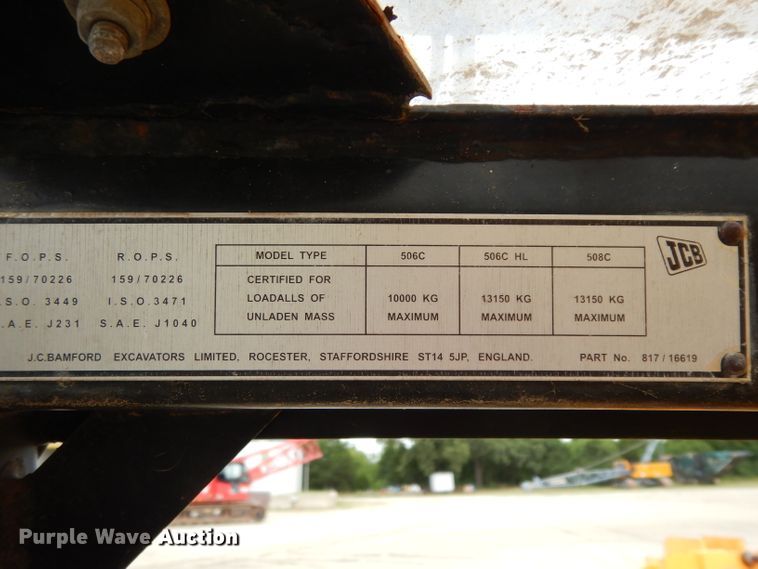 F.O.P.S. R.O.P.S.
159/70226 159/70226
I.S.O. 3449 I.S.O.3471
S.A.E. J231 S.A.E. J1040
MODEL TYPE 506C 506C HL 508C
CERTIFIED FOR
LOADALLS OF 10000 KG 13150 KG 13150 KG
UNLADEN MASS MAXIMUM MAXIMUM MAXIMUM
JCB
J.C.BAMFORD EXCAVATORS LIMITED, ROCESTER, STAFFORDSHIRE ST14 5JP, ENGLAND. PART No. 817/16619
Purple Wave Auction